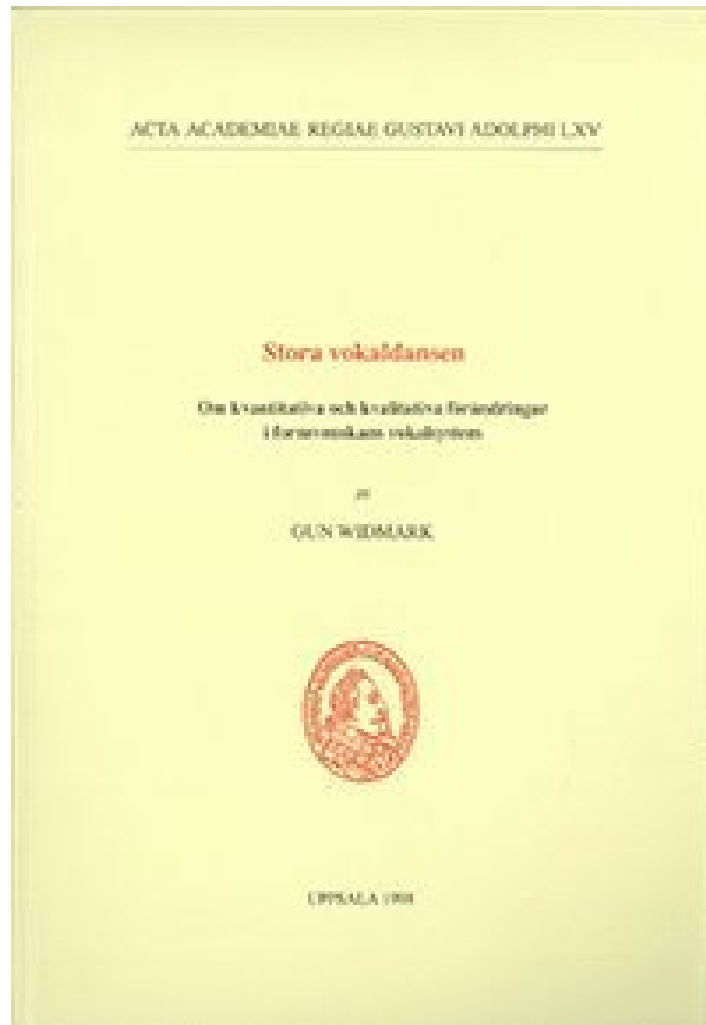 ACTA ACADEMIAE REGIAE GUSTAVI ADOLPHI LXV
Stora vokaldansen
Om kvantitativa och kvalitativa förändringar
i fornsvenskans vokalsystem
av
GUN WIDMARK
UPPSALA 1998